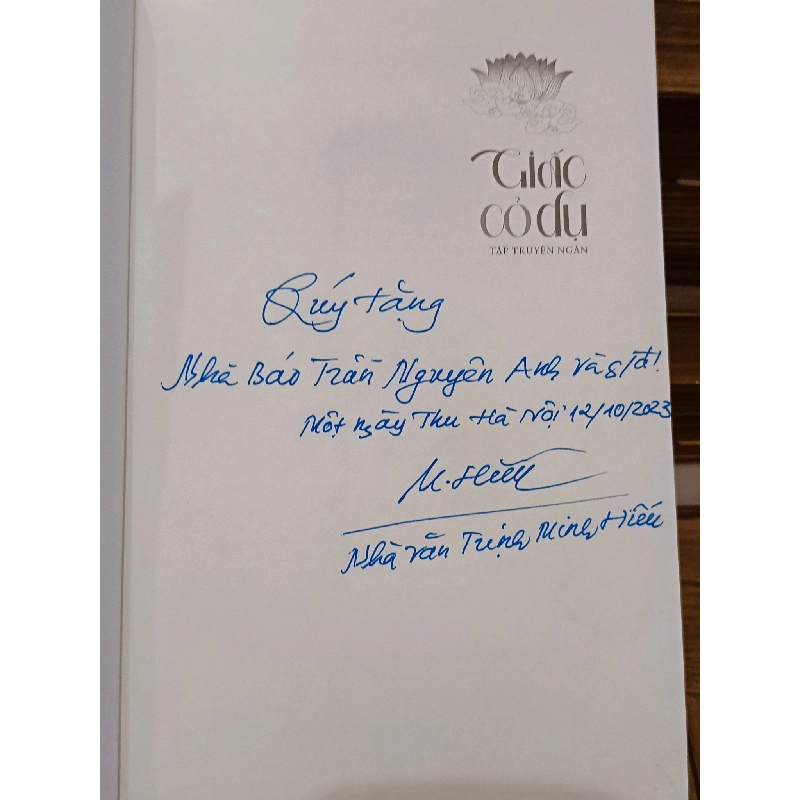 Giấc
cỏ dụ
TẬP TRUYỆN NGẮN
Quý tặng
Nhà Báo Trần Nguyên Anh và gđ!
Một ngày Thu Hà Nội 12/10/2023
M.Hiếu
Nhà văn Trịnh Minh Hiếu